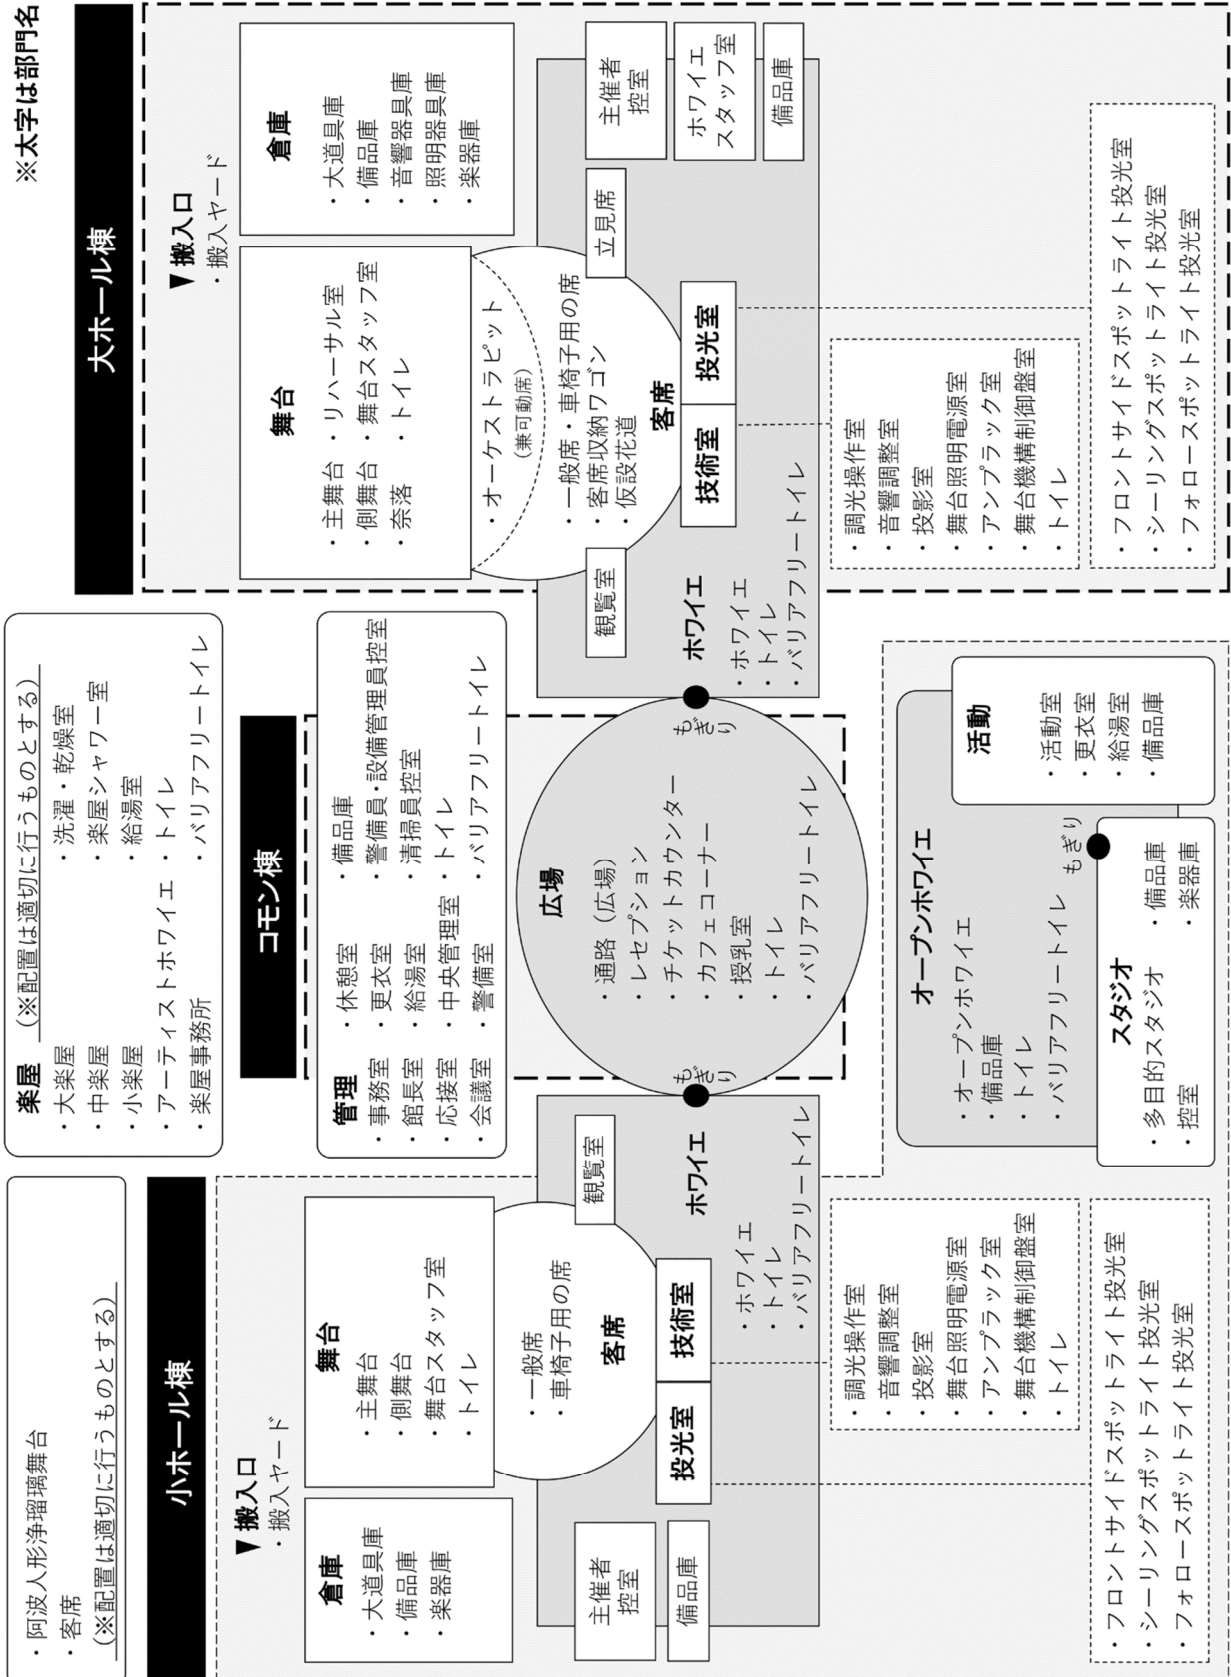 ※太字は部門名
・阿波人形浄瑠璃舞台
・客席
(※配置は適切に行うものとする)
楽屋 (※配置は適切に行うものとする)
・大楽屋
・中楽屋
・小楽屋
・アーティストホワイエ
・楽屋事務所
・洗濯・乾燥室
・楽屋シャワー室
・給湯室
・トイレ
・バリアフリートイレ
小ホール棟
▼搬入口
・搬入ヤード
倉庫
・大道具庫
・備品庫
・楽器庫
舞台
・主舞台
・側舞台
・舞台スタッフ室
・トイレ
・一般席
・車椅子用の席
客席
観覧室
主催者
控室
備品庫
投光室
技術室
ホワイエ
・ホワイエ
・トイレ
・バリアフリートイレ
もぎり
・調光操作室
・音響調整室
・投影室
・舞台照明電源室
・アンプラック室
・舞台機構制御盤室
・トイレ
・フロントサイドスポットライト投光室
・シーリングスポットライト投光室
・フォロースポットライト投光室
コモン棟
管理
・事務室
・館長室
・応接室
・会議室
・休憩室
・更衣室
・給湯室
・中央管理室
・警備室
・備品庫
・警備員・設備管理員控室
・清掃員控室
・トイレ
・バリアフリートイレ
広場
・通路（広場）
・レセプション
・チケットカウンター
・カフェコーナー
・授乳室
・トイレ
・バリアフリートイレ
もぎり
オープンホワイエ
・オープンホワイエ
・備品庫
・トイレ
・バリアフリートイレ
もぎり
スタジオ
・多目的スタジオ
・控室
・備品庫
・楽器庫
活動
・活動室
・更衣室
・給湯室
・備品庫
大ホール棟
▼搬入口
・搬入ヤード
舞台
・主舞台
・側舞台
・奈落
・リハーサル室
・舞台スタッフ室
・トイレ
倉庫
・大道具庫
・備品庫
・音響器具庫
・照明器具庫
・楽器庫
・オーケストラピット
（兼可動席）
・一般席・車椅子用の席
・客席収納ワゴン
・仮設花道
客席
観覧室
立見席
主催者
控室
ホワイエ
スタッフ室
備品庫
技術室
投光室
ホワイエ
・ホワイエ
・トイレ
・バリアフリートイレ
・調光操作室
・音響調整室
・投影室
・舞台照明電源室
・アンプラック室
・舞台機構制御盤室
・トイレ
・フロントサイドスポットライト投光室
・シーリングスポットライト投光室
・フォロースポットライト投光室